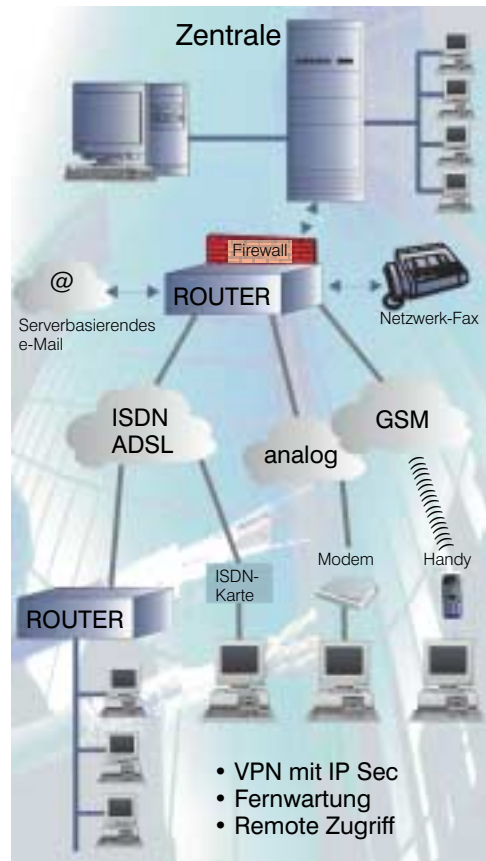 Zentrale
Firewall
@
ROUTER
Serverbasierendes
e-Mail
Netzwerk-Fax
ISDN
ADSL
analog
GSM
Modem
Handy
ISDN-
Karte
ROUTER
• VPN mit IP Sec
• Fernwartung
• Remote Zugriff